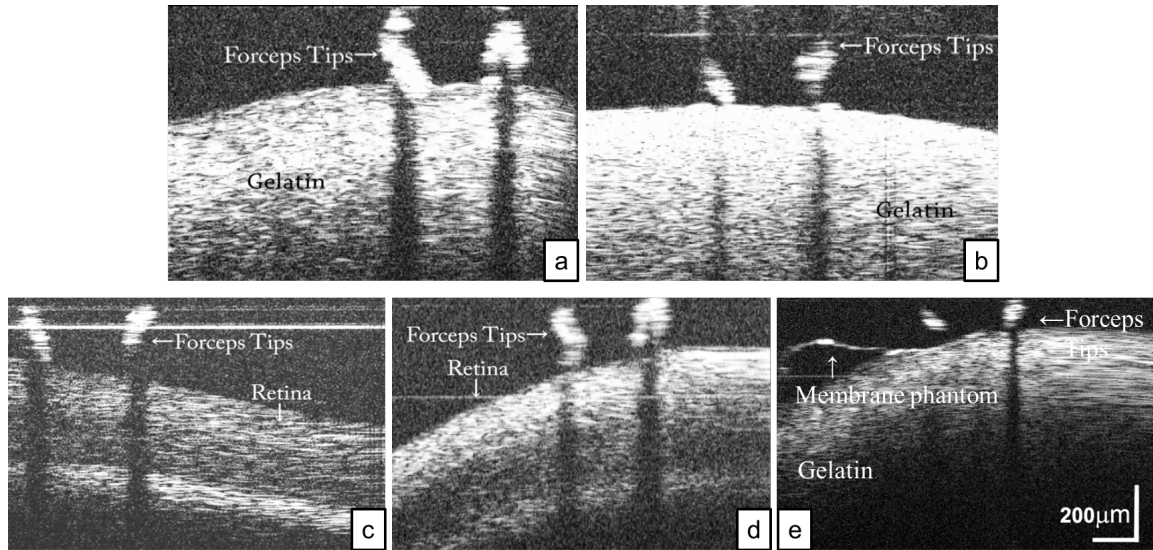 Forceps Tips→
Gelatin
a
←Forceps Tips
Gelatin
b
←Forceps Tips
Retina
↓
c
Forceps Tips→
Retina
↓
d
←Forceps
Tips
↑
Membrane phantom
Gelatin
e
200μm